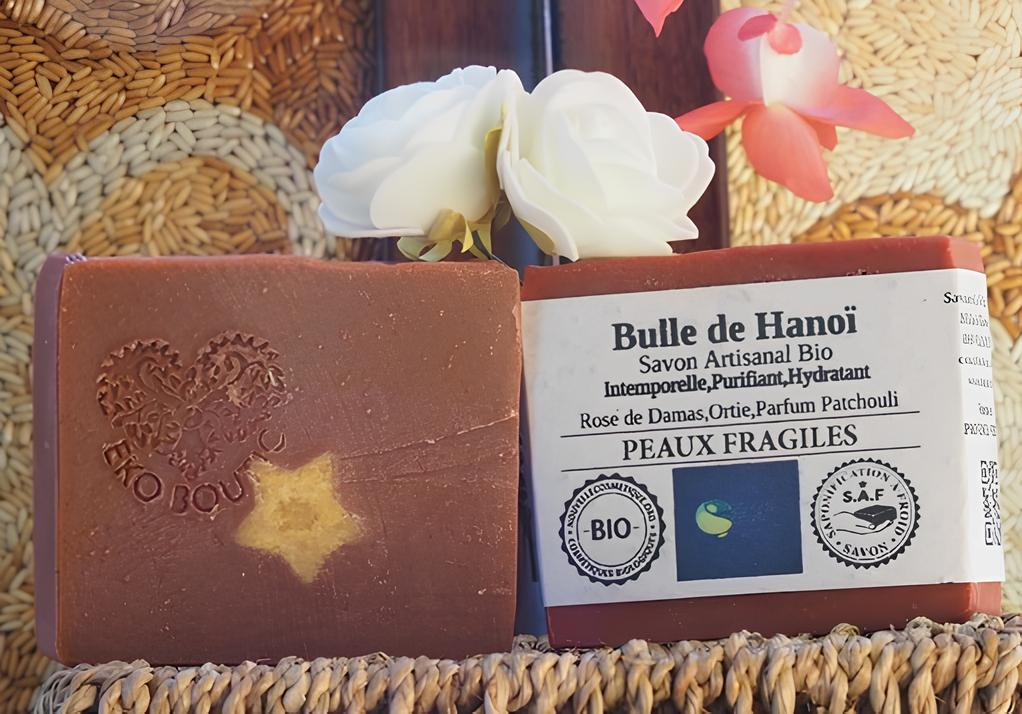 EKO BOUTIC
Bulle de Hanoï
Savon Artisanal Bio
Intemporelle,Purifiant,Hydratant
Rose de Damas,Ortie,Parfum Patchouli
PEAUX FRAGILES
BIO
SAPONIFICATION A FROID
S.A.F
SAVON